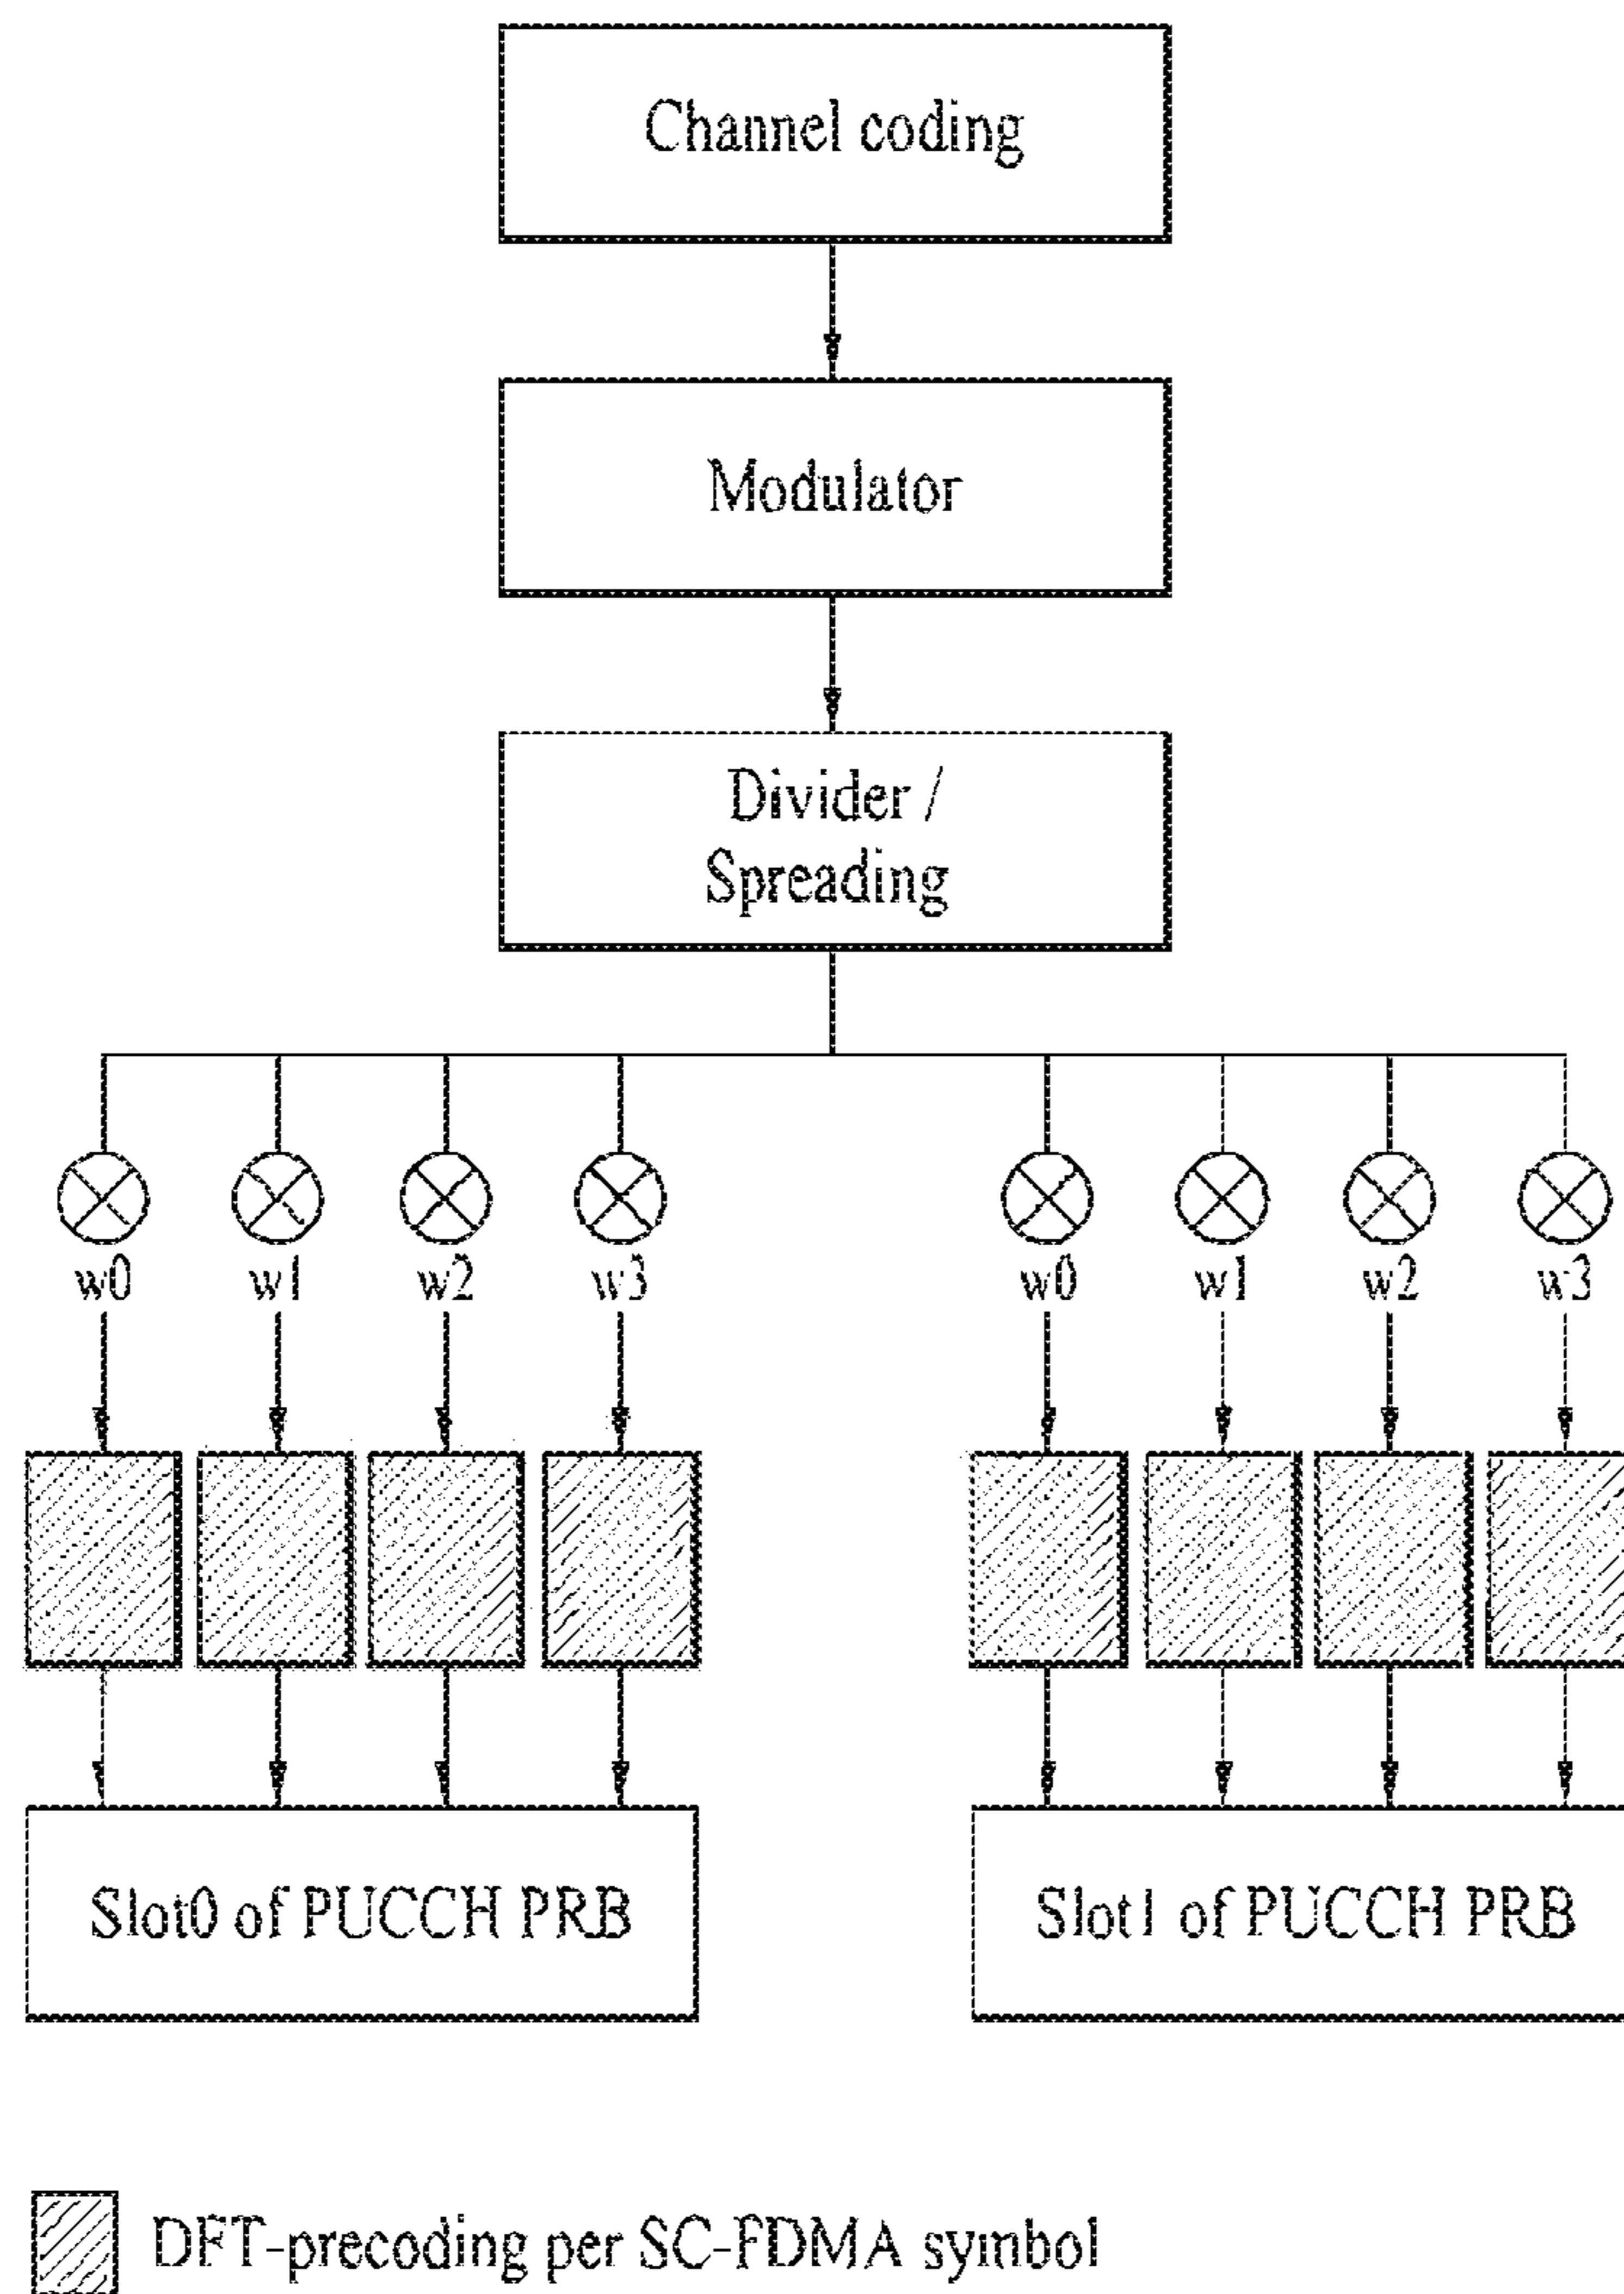 Channel coding
Modulator
Divider /
Spreading
w0 w1 w2 w3 w0 w1 w2 w3
Slot0 of PUCCH PRB
Slot1 of PUCCH PRB
DFT-precoding per SC-FDMA symbol